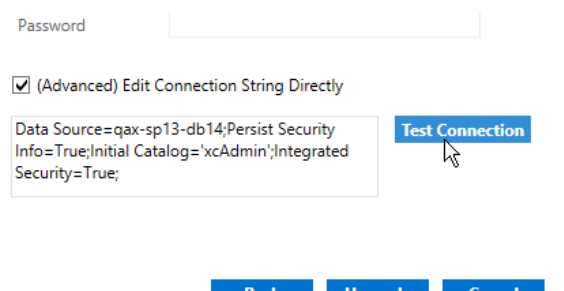 Password
(Advanced) Edit Connection String Directly
Data Source=qax-sp13-db14;Persist Security
Info=True;Initial Catalog='xcAdmin';Integrated
Security=True;
Test Connection